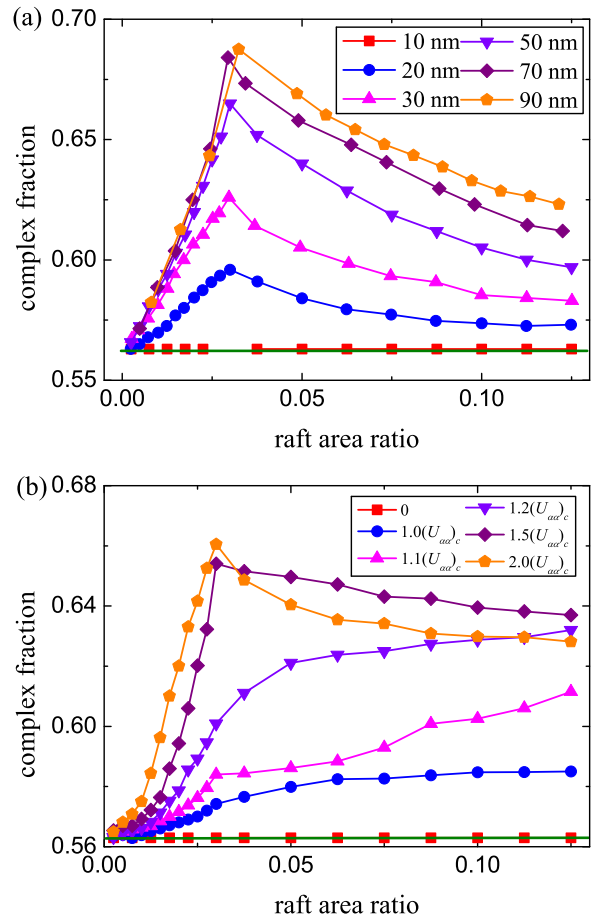 (a)
0.70
10 nm 50 nm
20 nm 70 nm
30 nm 90 nm
0.65
0.60
0.55
complex fraction
0.00 0.05 0.10
raft area ratio
(b)
0.68
0 1.2(Uαα)c
1.0(Uαα)c 1.5(Uαα)c
1.1(Uαα)c 2.0(Uαα)c
0.64
0.60
0.56
complex fraction
0.00 0.05 0.10
raft area ratio